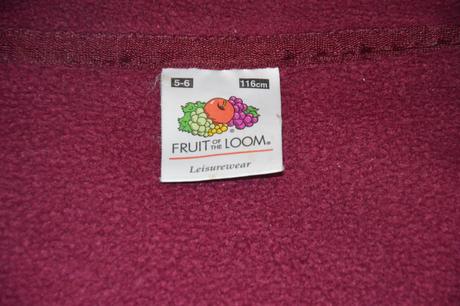 5-6 116cm
FRUIT OF THE LOOM®
Leisurewear